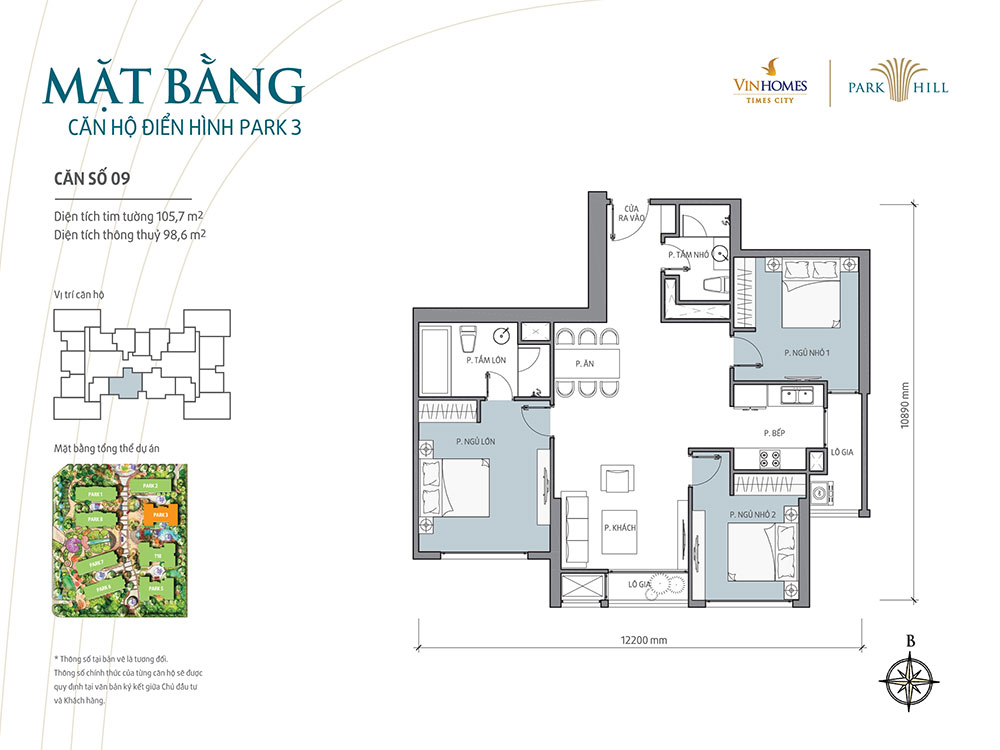 MẶT BẰNG
CĂN HỘ ĐIỂN HÌNH PARK 3
VINHOMES
TIMES CITY
PARK HILL
CĂN SỐ 09
Diện tích tim tường 105,7 m2
Diện tích thông thuỷ 98,6 m2
Vị trí căn hộ
Mặt bằng tổng thể dự án
PARK 1
PARK 2
PARK 3
PARK 8
T18
PARK 7
PARK 6
PARK 5
* Thông số tại bản vẽ là tương đối.
Thông số chính thức của từng căn hộ sẽ được
quy định tại văn bản ký kết giữa Chủ đầu tư
và Khách hàng.
CỬA
RA VÀO
P. TẮM NHỎ
P. TẮM LỚN
P. ĂN
P. NGỦ NHỎ 1
P. NGỦ LỚN
P. BẾP
LÔ GIA
P. KHÁCH
P. NGỦ NHỎ 2
LÔ GIA
10890 mm
12200 mm
B